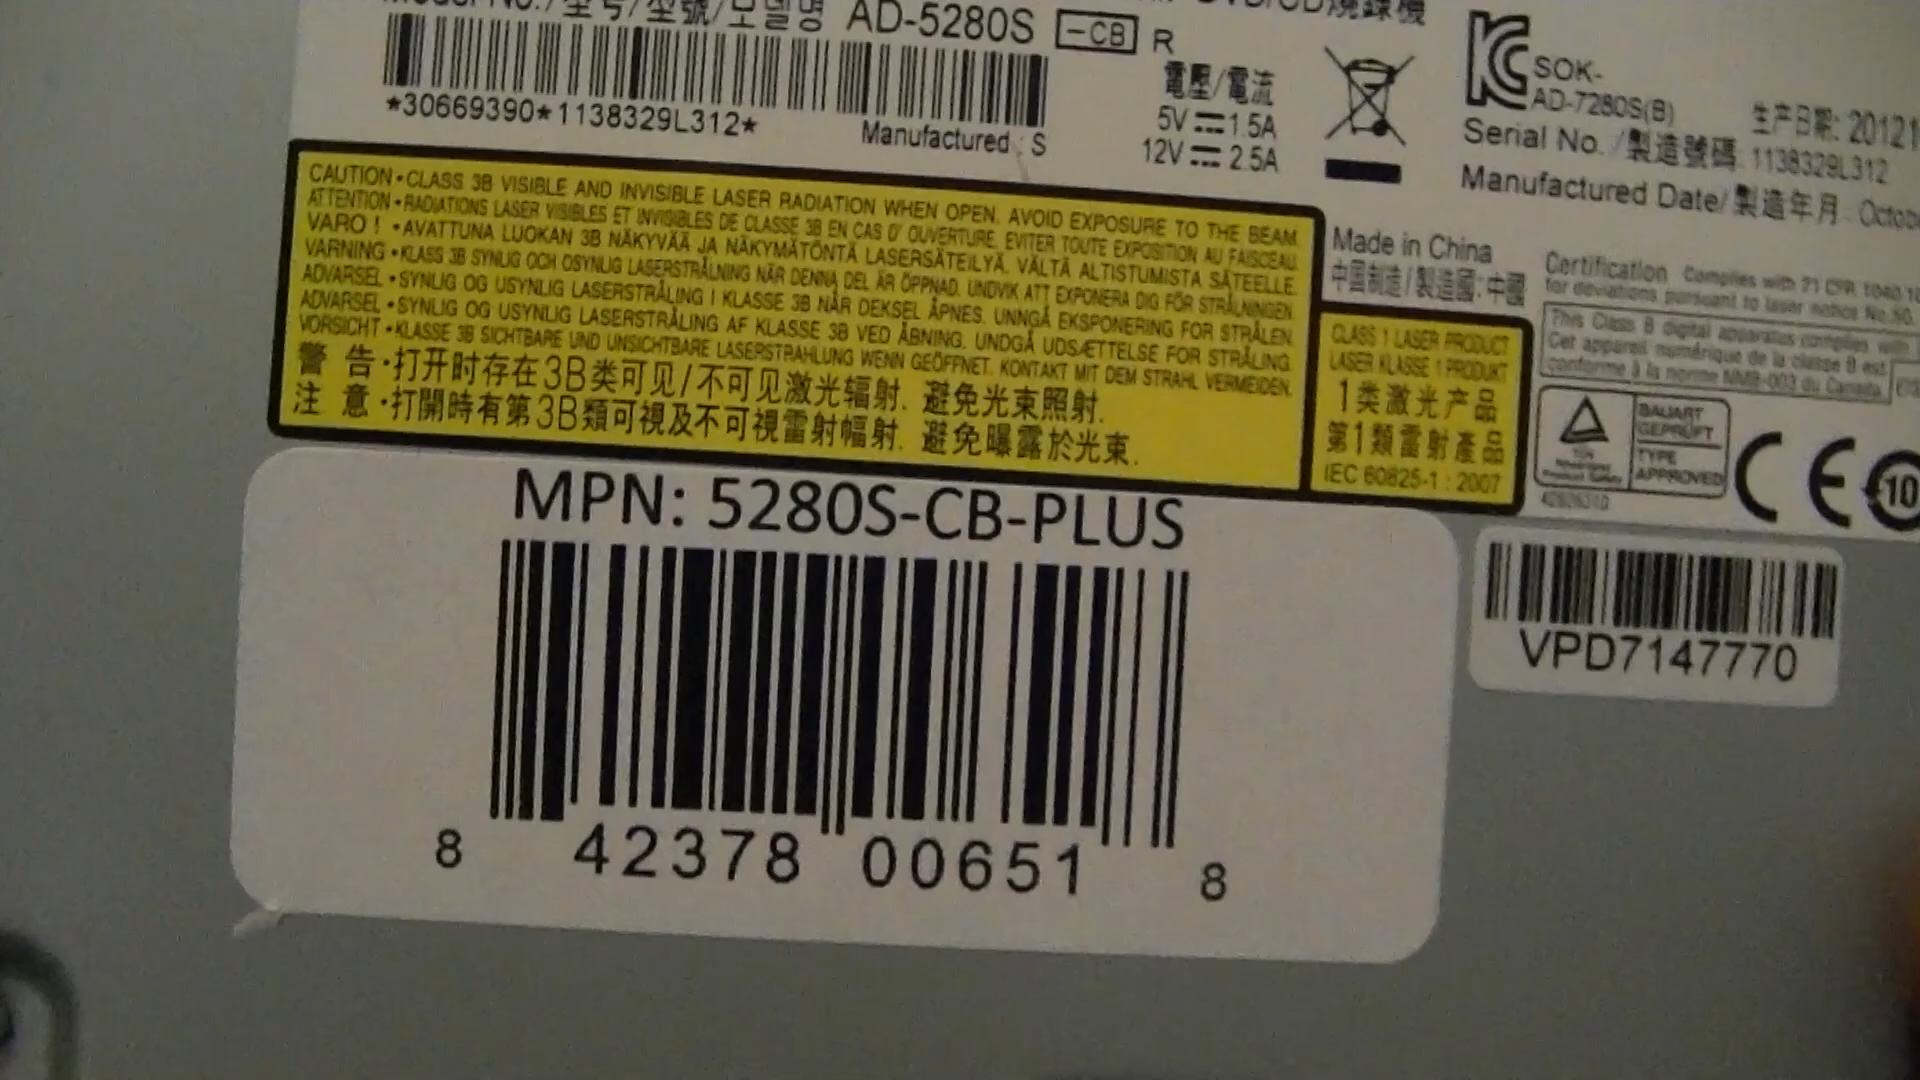 Model No./型号/型號/모델명 AD-5280S -CB R
DVD/CD燒錄機
*30669390*1138329L312*
Manufactured : S
電壓/電流
5V 1.5A
12V 2.5A
SOK-
AD-7280S(B)
生产日期: 20121
Serial No. /製造號碼: 1138329L312
Manufactured Date/製造年月: Octob
CAUTION•CLASS 3B VISIBLE AND INVISIBLE LASER RADIATION WHEN OPEN. AVOID EXPOSURE TO THE BEAM.
ATTENTION•RADIATIONS LASER VISIBLES ET INVISIBLES DE CLASSE 3B EN CAS D' OUVERTURE. EVITER TOUTE EXPOSITION AU FAISCEAU.
VARO ! •AVATTUNA LUOKAN 3B NÄKYVÄÄ JA NÄKYMÄTÖNTÄ LASERSÄTEILYÄ. VÄLTÄ ALTISTUMISTA SÄTEELLE.
VARNING•KLASS 3B SYNLIG OCH OSYNLIG LASERSTRÅLNING NÄR DENNA DEL ÄR ÖPPNAD. UNDVIK ATT EXPONERA DIG FÖR STRÅLNINGEN.
ADVARSEL•SYNLIG OG USYNLIG LASERSTRÅLING I KLASSE 3B NÅR DEKSEL ÅPNES. UNNGÅ EKSPONERING FOR STRÅLEN.
ADVARSEL•SYNLIG OG USYNLIG LASERSTRÅLING AF KLASSE 3B VED ÅBNING. UNDGÅ UDSÆTTELSE FOR STRÅLING.
VORSICHT•KLASSE 3B SICHTBARE UND UNSICHTBARE LASERSTRAHLUNG WENN GEÖFFNET. KONTAKT MIT DEM STRAHL VERMEIDEN.
警 告·打开时存在3B类可见/不可见激光辐射. 避免光束照射.
注 意·打開時有第3B類可視及不可視雷射幅射. 避免曝露於光束.
Made in China
中国制造/製造國:中國
CLASS 1 LASER PRODUCT
LASER KLASSE 1 PRODUKT
1类激光产品
第1類雷射產品
IEC 60825-1 : 2007
Certification Complies with 21 CFR 1040.10
for deviations pursuant to laser notice No.50,
This Class B digital apparatus complies with
Cet appareil numérique de la classe B est
conforme à la norme NMB-003 du Canada.
BAUART
GEPRÜFT
TYPE
APPROVED
CE
10
MPN: 5280S-CB-PLUS
8 42378 00651 8
VPD7147770